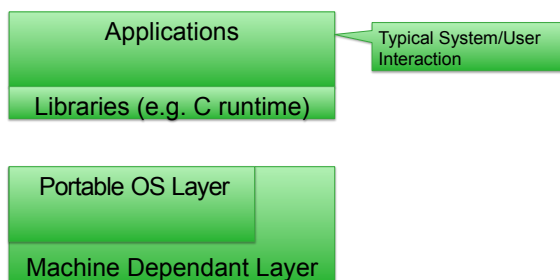 Applications
Typical System/User
Interaction
Libraries (e.g. C runtime)
Portable OS Layer
Machine Dependant Layer